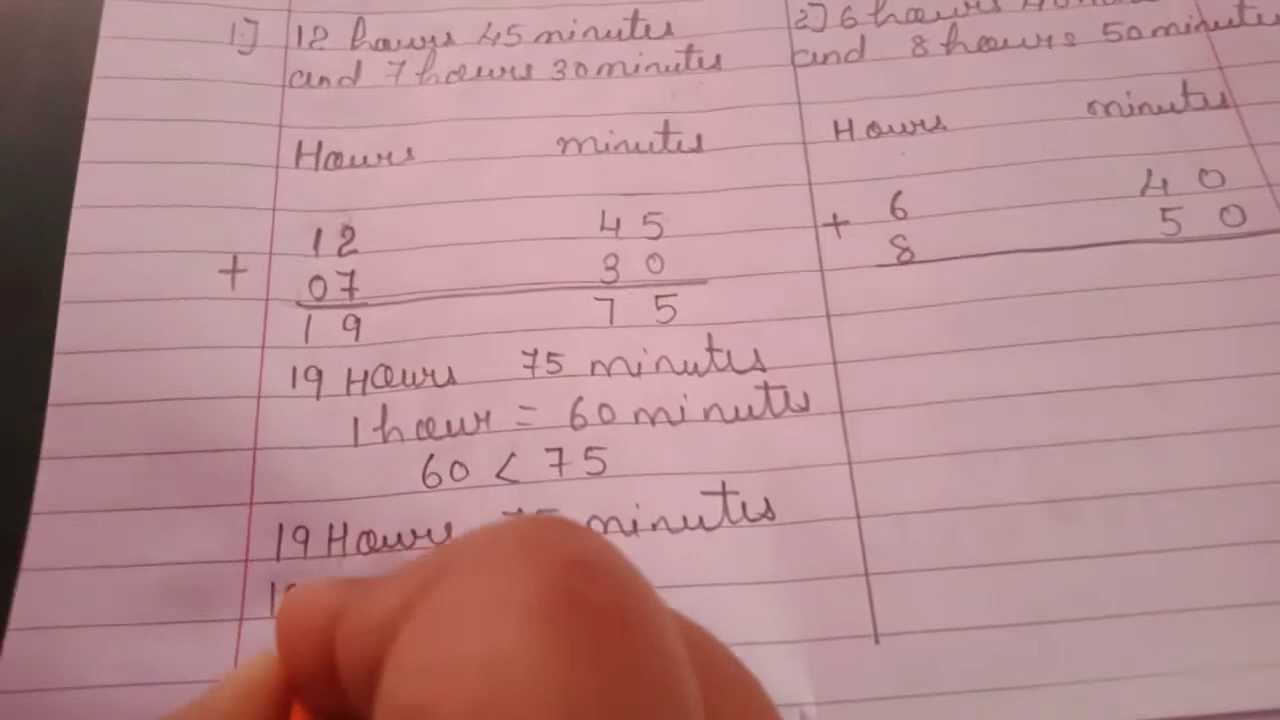 1.) 12 hours 45 minutes
and 7 hours 30 minutes
Hours minutes
12 45
+ 07 30
19 75
19 Hours 75 minutes
1 hour = 60 minutes
60 < 75
19 Hours minutes
2) 6 hours
and 8 hours 50 minutes
Hours minutes
6 40
+ 8 50